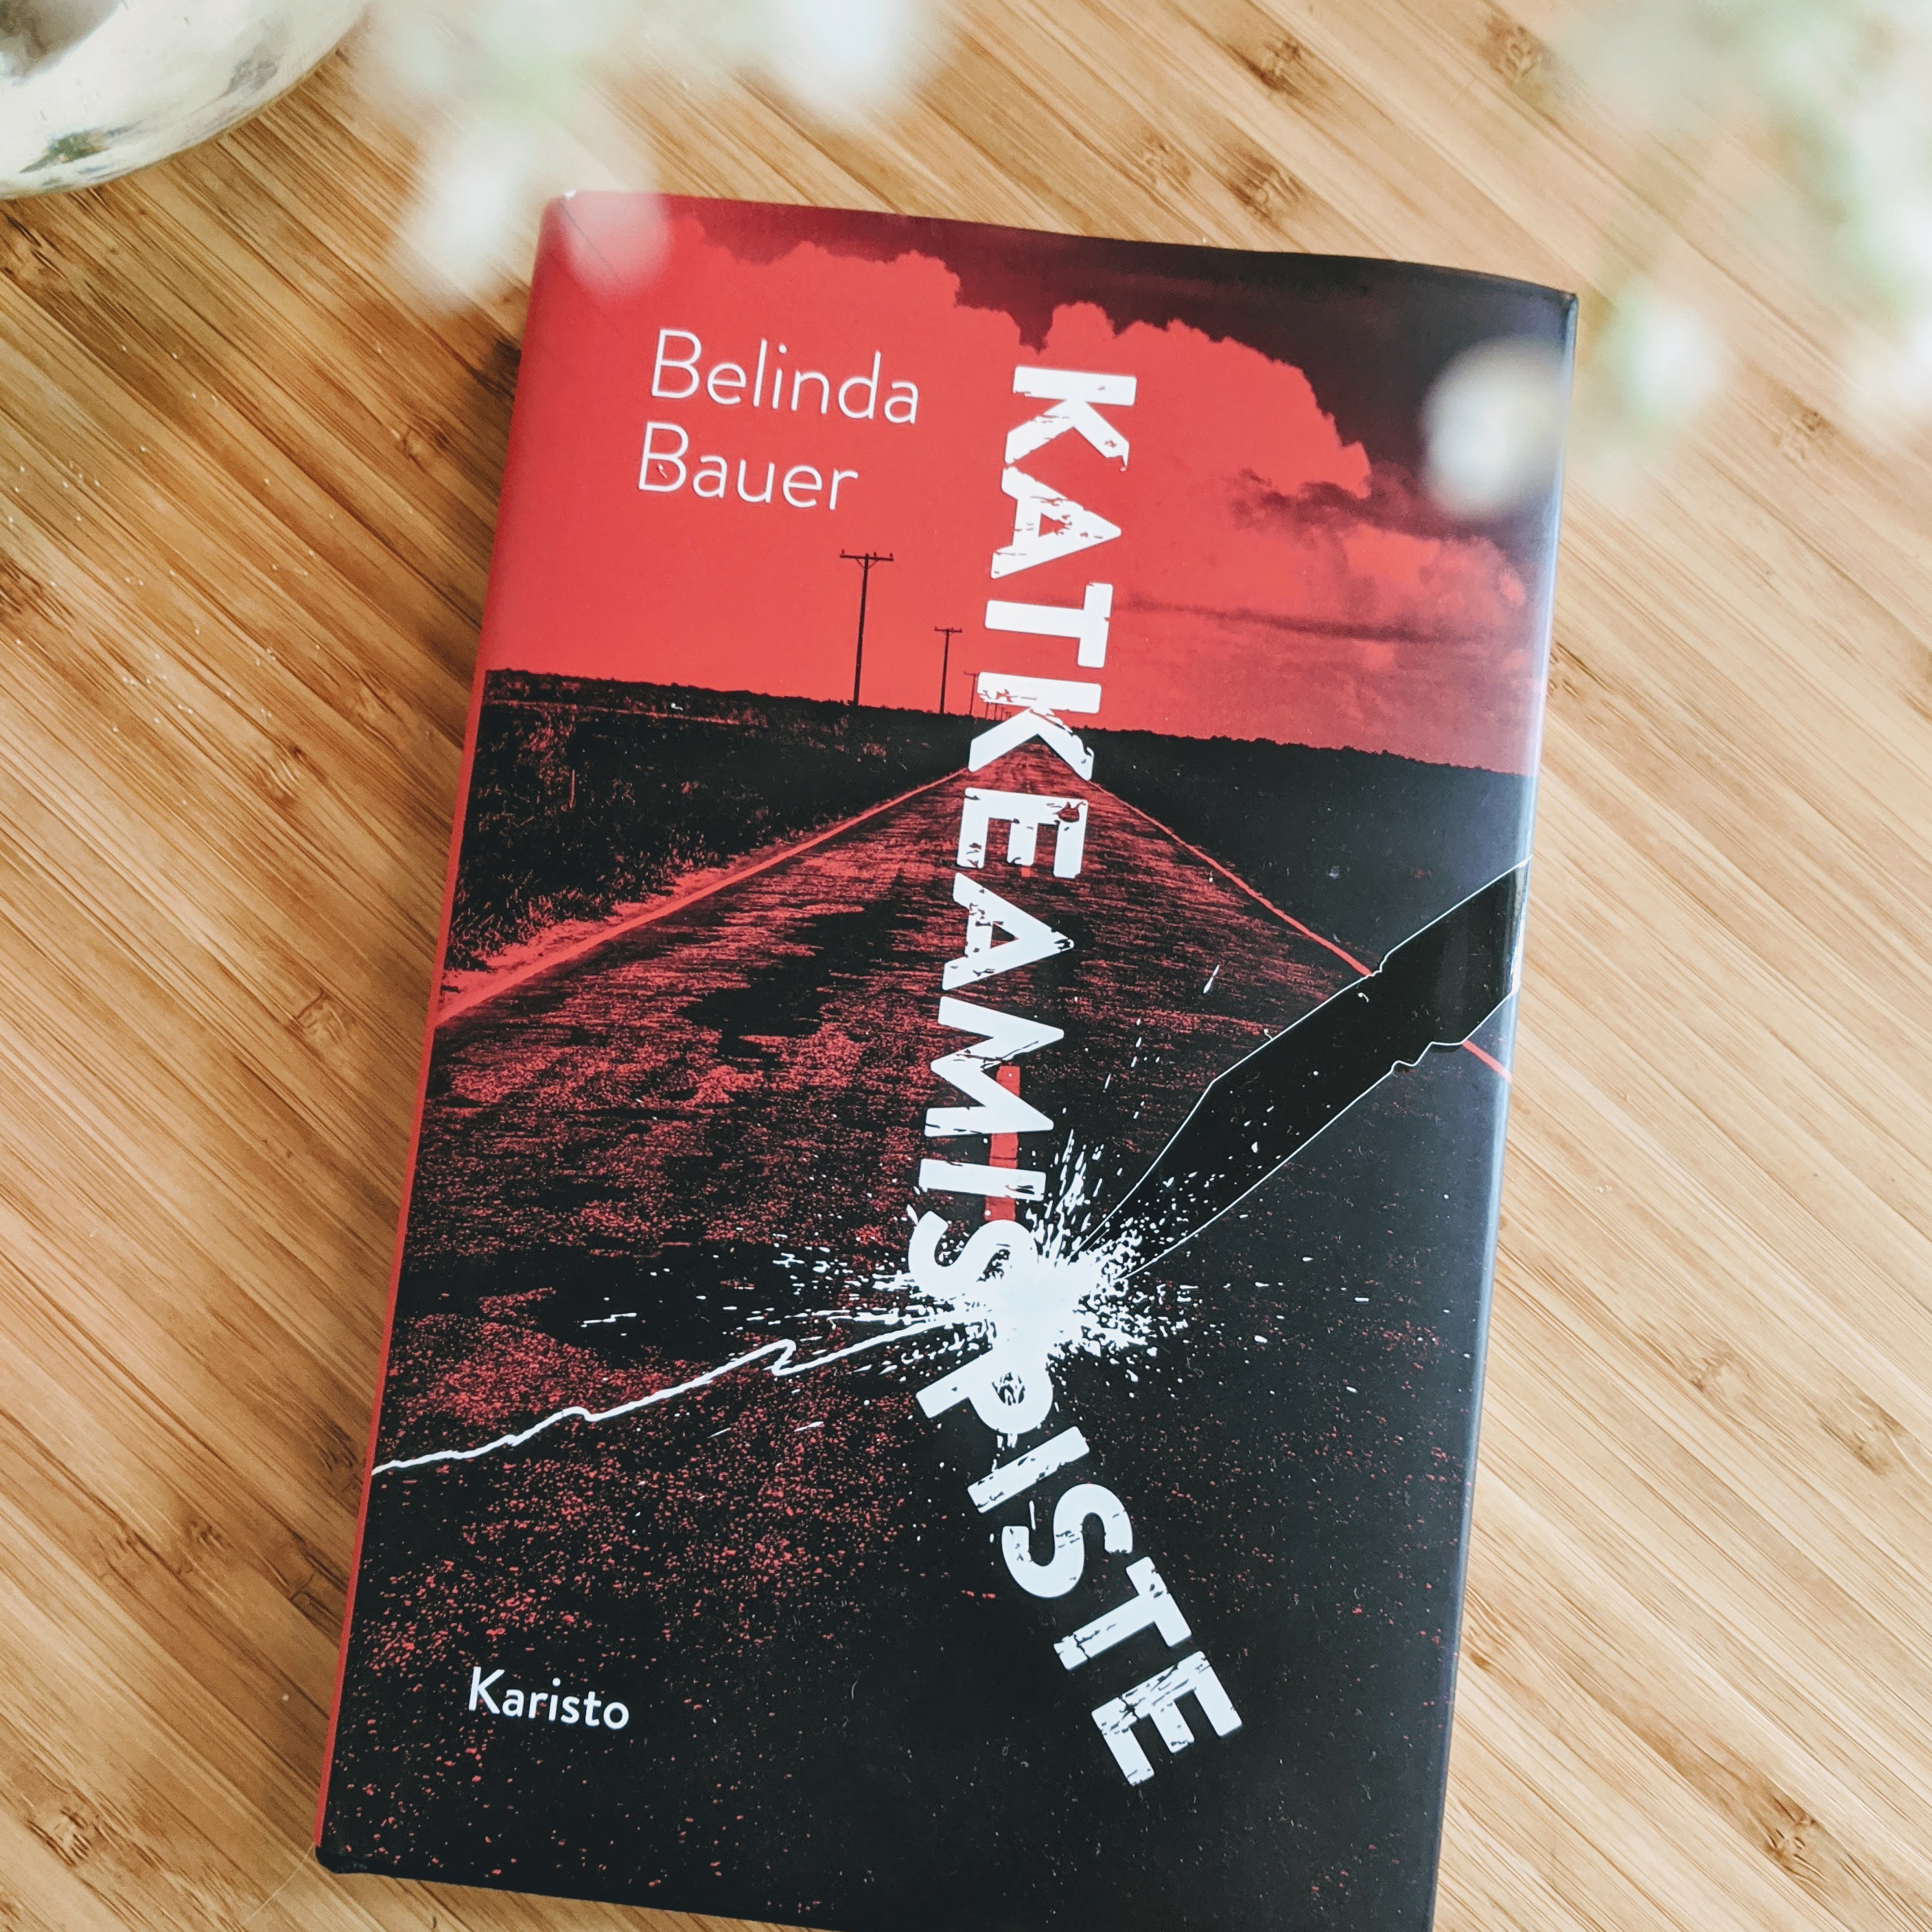 Belinda
Bauer
KATKEAMISPISTE
Karisto